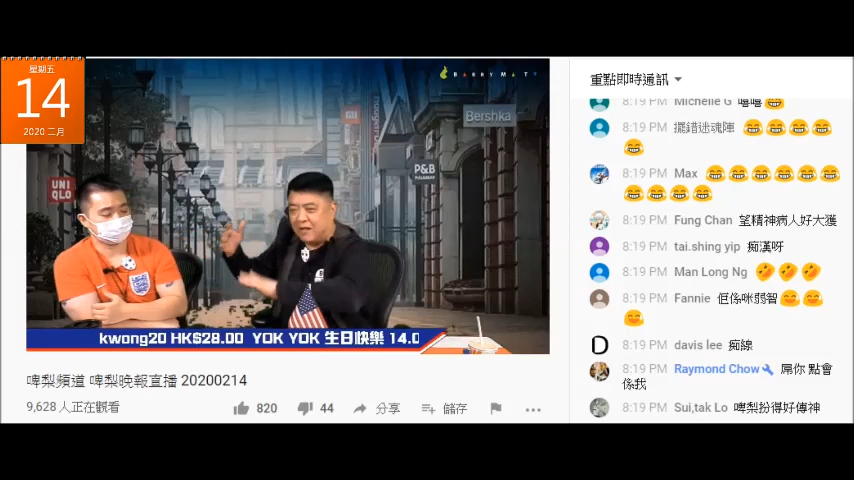 星期五
14
2020 二月
BARRYMATT
Bershka
P&B
UNI
QLO
kwong20 HK$28.00 YOK YOK 生日快樂 14.0
啤梨頻道 啤梨晚報直播 20200214
9,628 人正在觀看
820
44
分享
儲存
重點即時通訊
8:19 PM Michelle G 嘻嘻😂
8:19 PM 擺錯迷魂陣 😂😂😂😂
😂
8:19 PM Max 😂😂😂😂😂😂
😂😂😂😂
8:19 PM Fung Chan 望精神病人好大獲
8:19 PM tai.shing yip 痴漢呀
8:19 PM Man Long Ng 🤣🤣🤣
8:19 PM Fannie 佢係咪弱智😊😊
😊
8:19 PM davis lee 痴線
8:19 PM Raymond Chow 屌你 點會
係我
8:19 PM Sui,tak Lo 啤梨扮得好傳神